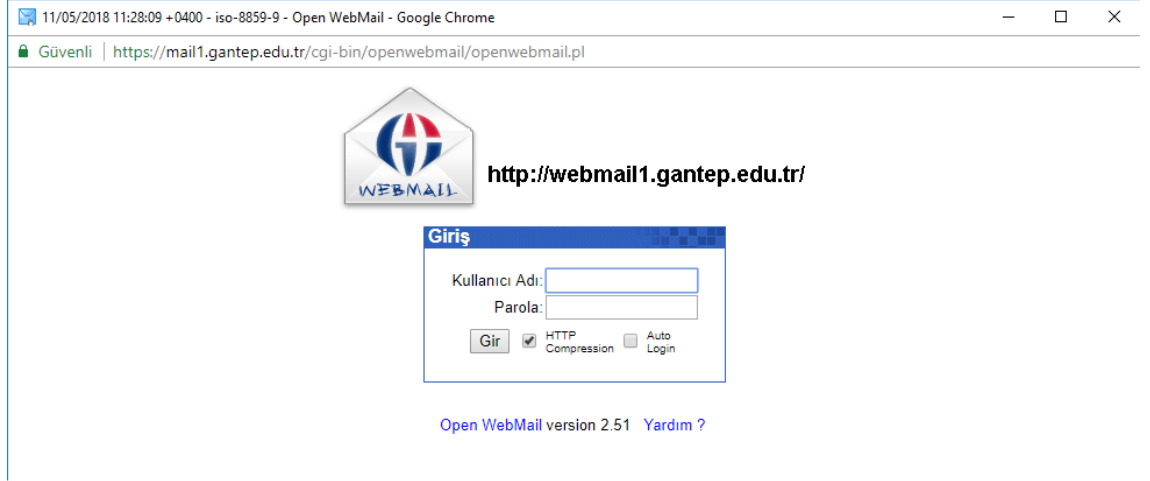 11/05/2018 11:28:09 +0400 - iso-8859-9 - Open WebMail - Google Chrome
Güvenli | https://mail1.gantep.edu.tr/cgi-bin/openwebmail/openwebmail.pl
WEBMAIL
http://webmail1.gantep.edu.tr/
Giriş
Kullanıcı Adı:
Parola:
Gir HTTP Compression Auto Login
Open WebMail version 2.51 Yardım ?